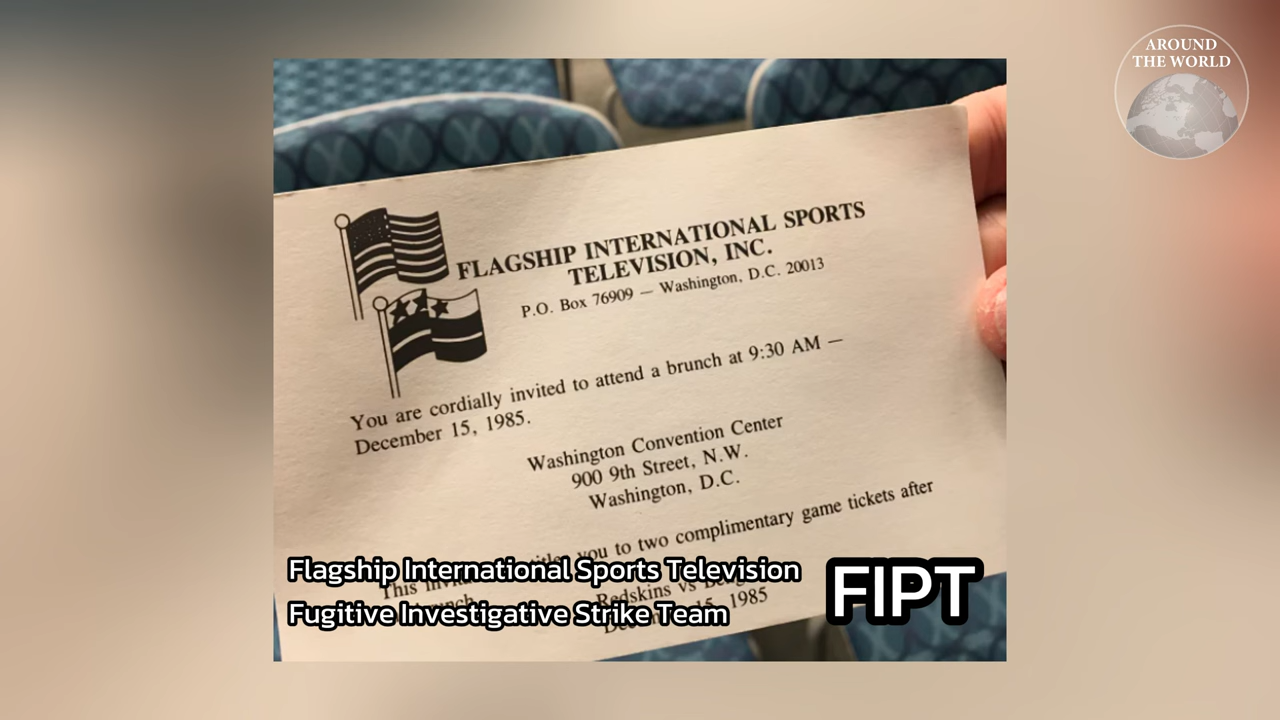 AROUND
THE WORLD
FLAGSHIP INTERNATIONAL SPORTS
TELEVISION, INC.
P.O. Box 76909 — Washington, D.C. 20013
You are cordially invited to attend a brunch at 9:30 AM —
December 15, 1985.
Washington Convention Center
900 9th Street, N.W.
Washington, D.C.
This you to two complimentary game tickets after
Redskins vs
1985
Flagship International Sports Television
Fugitive Investigative Strike Team
FIPT